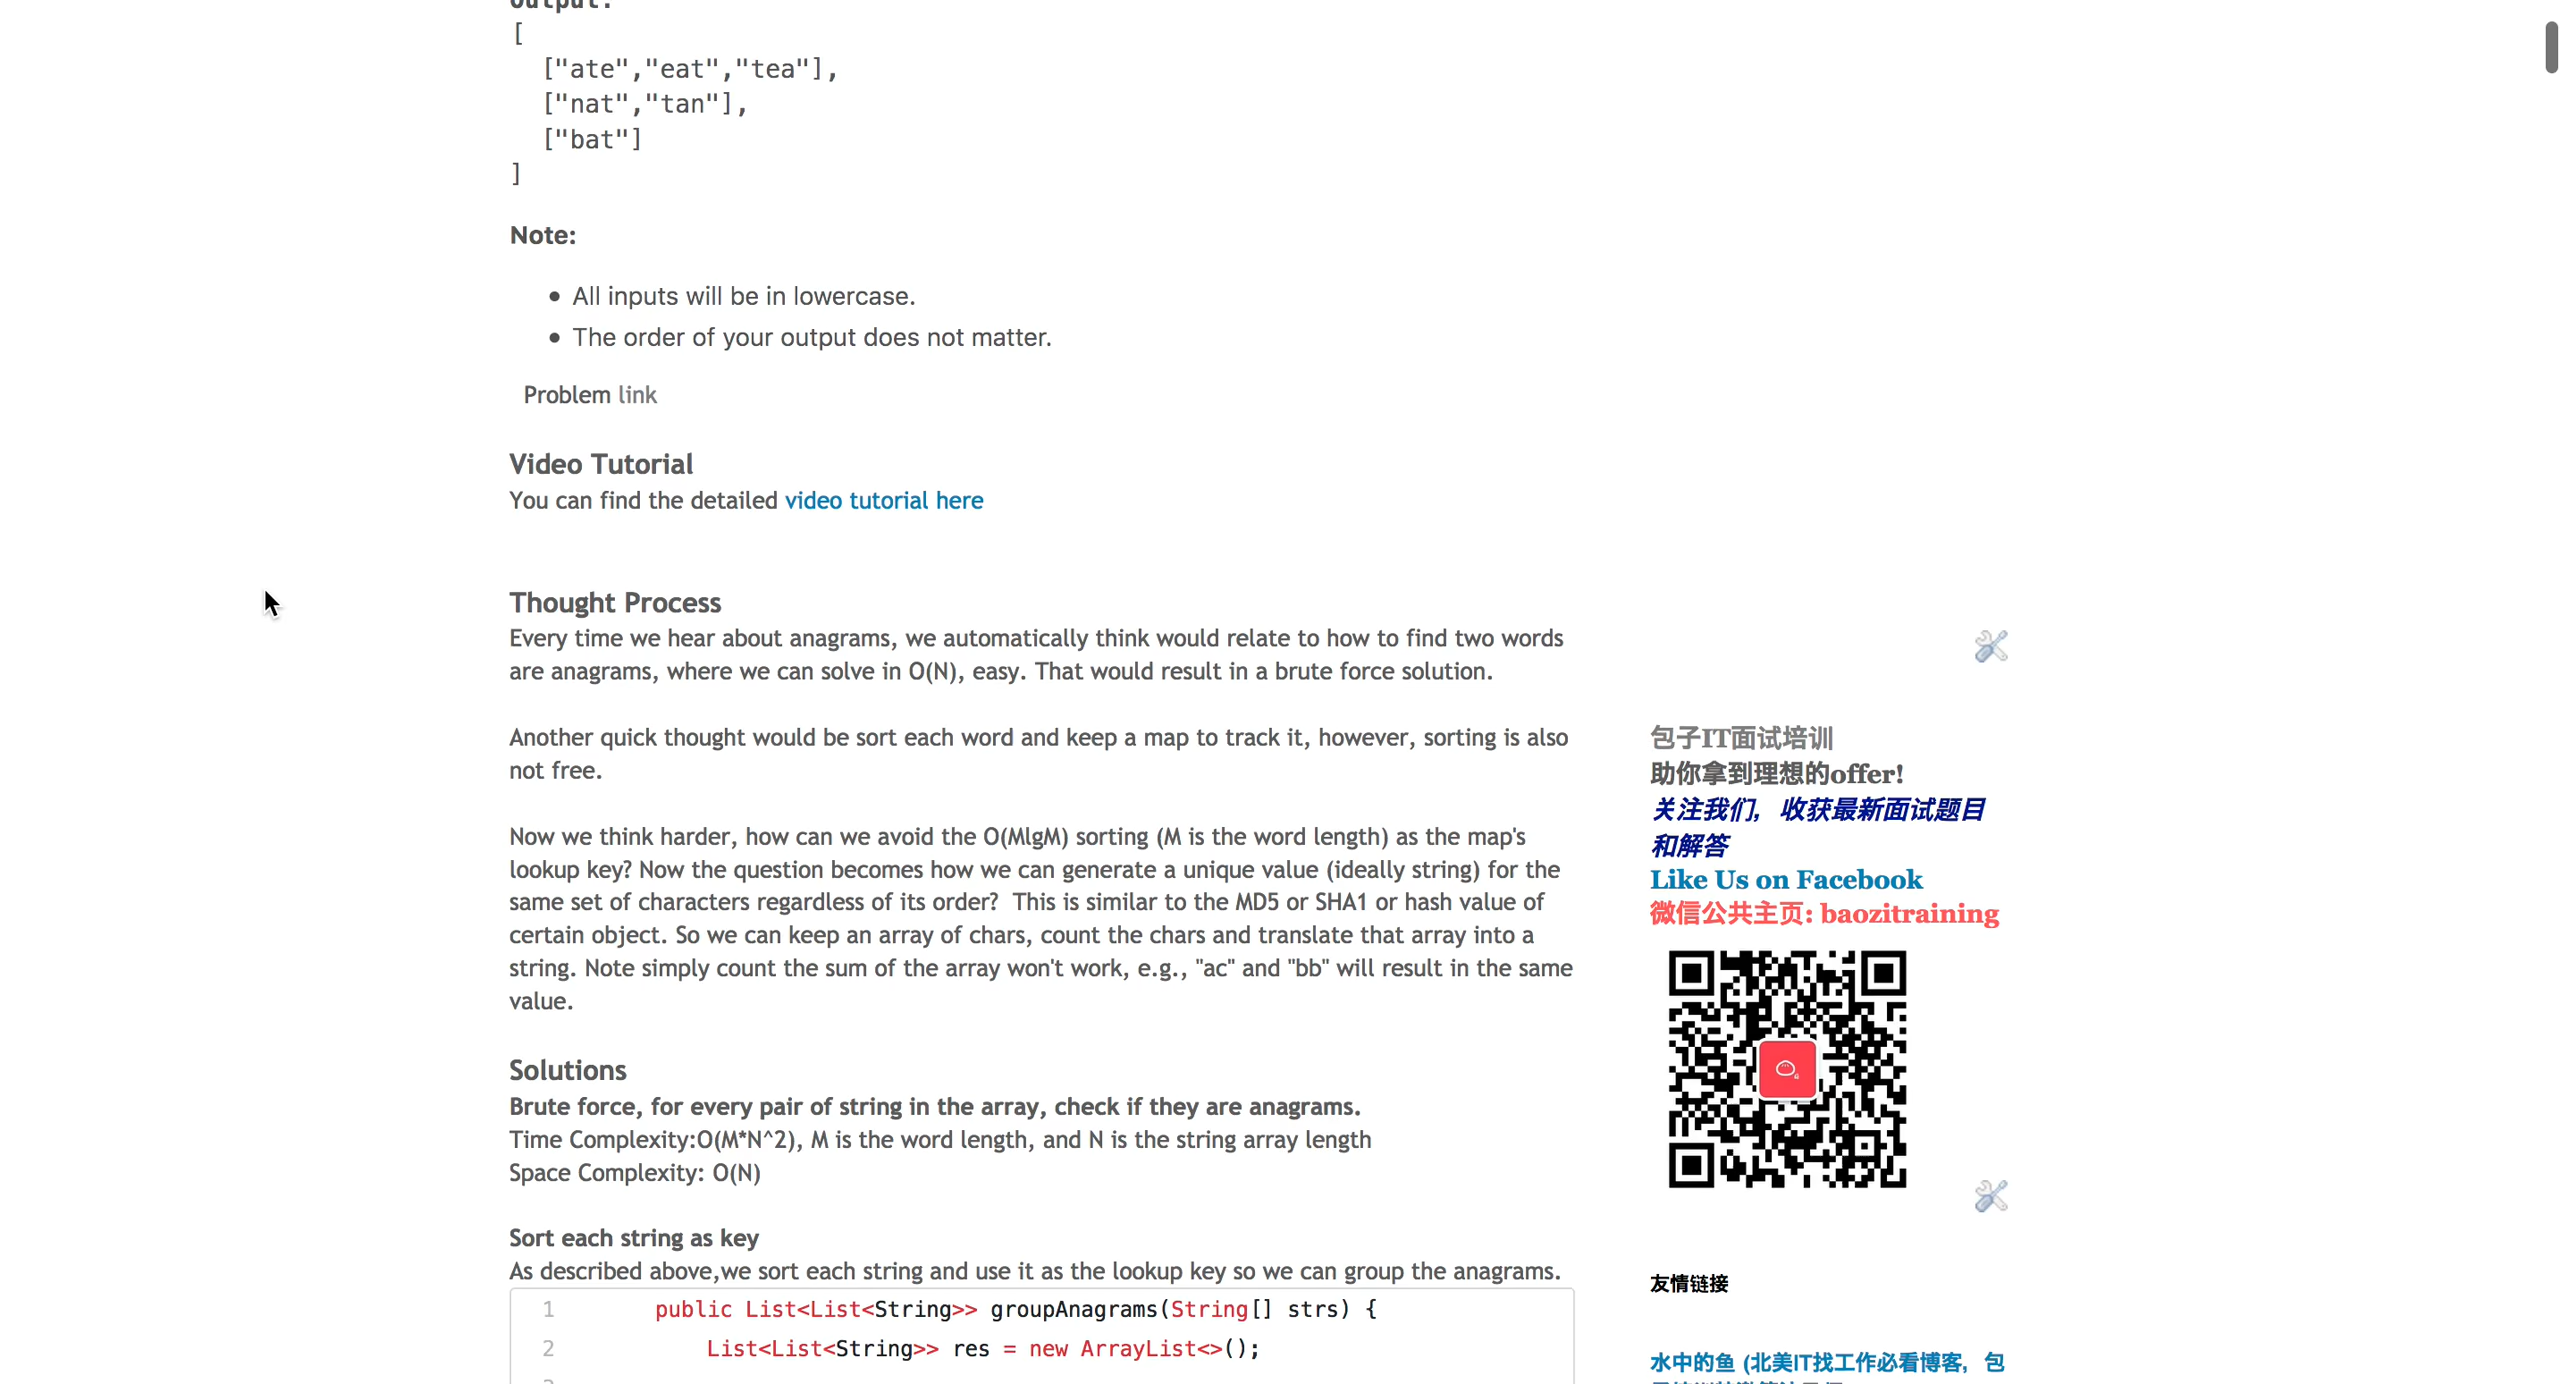 Output:
[
["ate","eat","tea"],
["nat","tan"],
["bat"]
]
Note:
All inputs will be in lowercase.
The order of your output does not matter.
Problem link
Video Tutorial
You can find the detailed video tutorial here
Thought Process
Every time we hear about anagrams, we automatically think would relate to how to find two words
are anagrams, where we can solve in O(N), easy. That would result in a brute force solution.
Another quick thought would be sort each word and keep a map to track it, however, sorting is also
not free.
Now we think harder, how can we avoid the O(MlgM) sorting (M is the word length) as the map's
lookup key? Now the question becomes how we can generate a unique value (ideally string) for the
same set of characters regardless of its order?  This is similar to the MD5 or SHA1 or hash value of
certain object. So we can keep an array of chars, count the chars and translate that array into a
string. Note simply count the sum of the array won't work, e.g., "ac" and "bb" will result in the same
value.
Solutions
Brute force, for every pair of string in the array, check if they are anagrams.
Time Complexity:O(M*N^2), M is the word length, and N is the string array length
Space Complexity: O(N)
Sort each string as key
As described above,we sort each string and use it as the lookup key so we can group the anagrams.
1 public List<List<String>> groupAnagrams(String[] strs) {
2 List<List<String>> res = new ArrayList<>();
包子IT面试培训
助你拿到理想的offer!
关注我们，收获最新面试题目
和解答
Like Us on Facebook
微信公共主页: baozitraining
友情链接
水中的鱼 (北美IT找工作必看博客，包